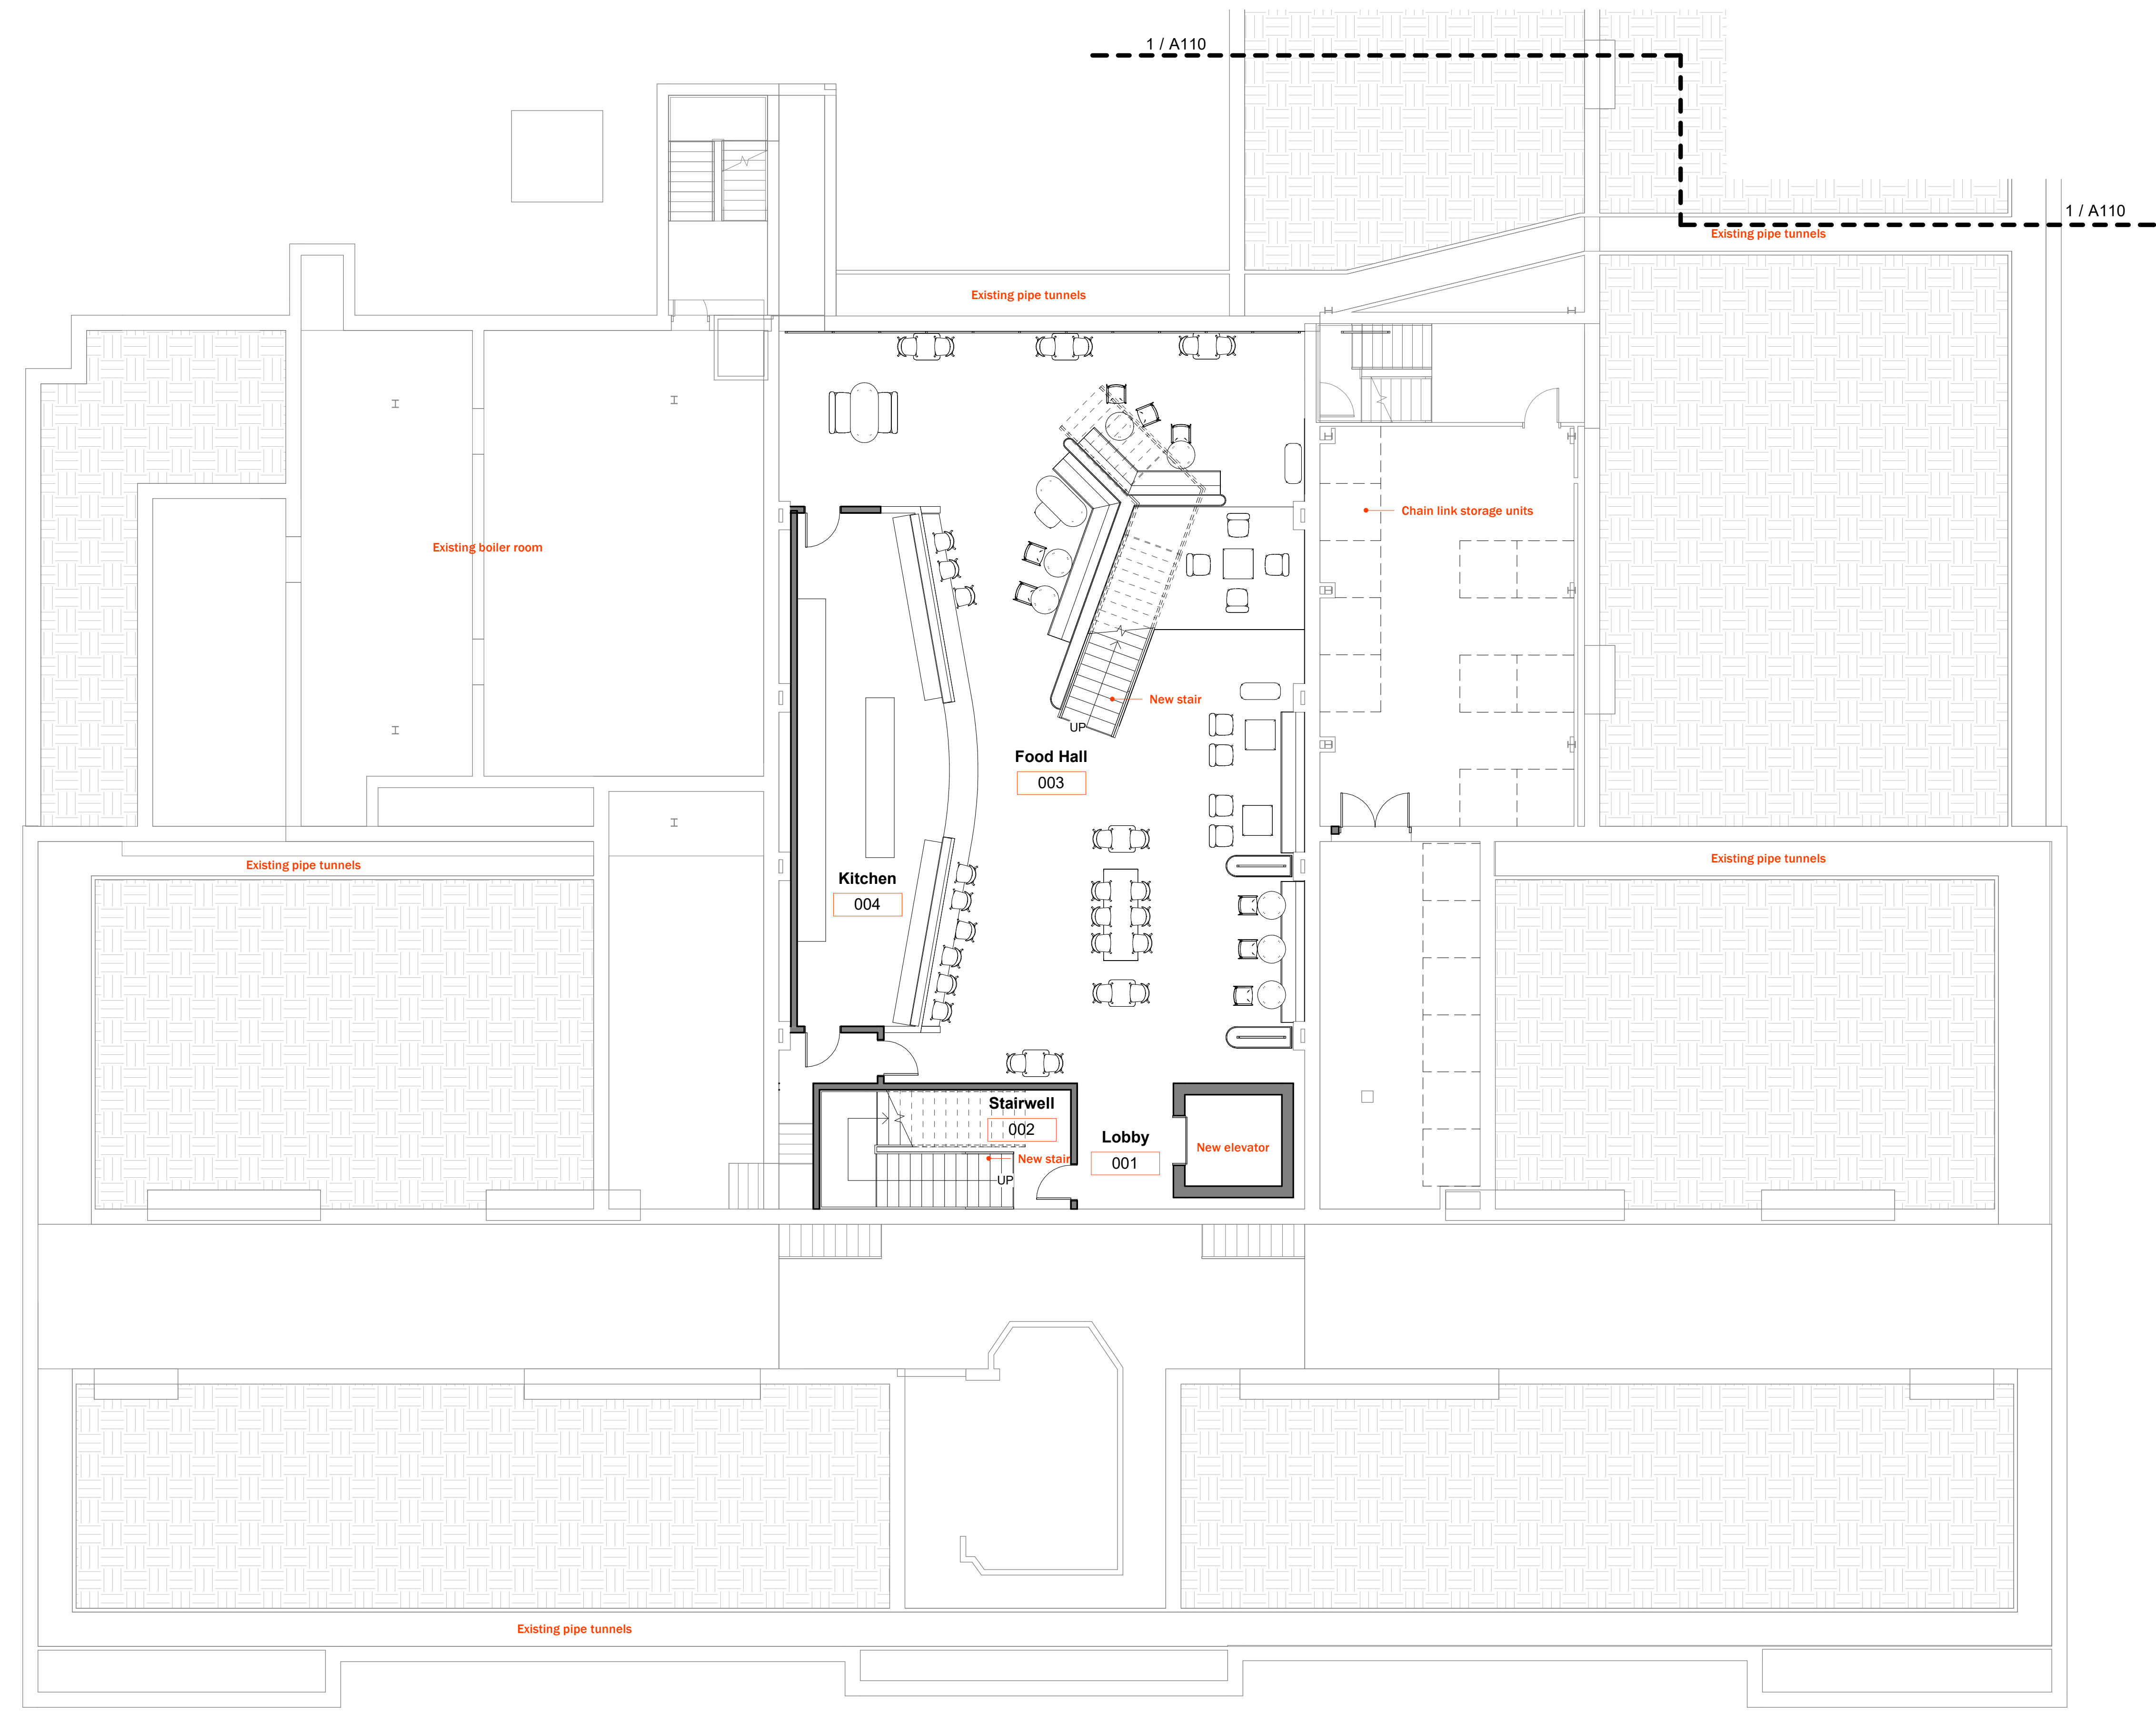 1 / A110
1 / A110
Existing pipe tunnels
Existing pipe tunnels
Chain link storage units
Existing boiler room
New stair
UP
Food Hall
003
Existing pipe tunnels
Existing pipe tunnels
Kitchen
004
Stairwell
002
Lobby
001
New elevator
New stair
UP
Existing pipe tunnels